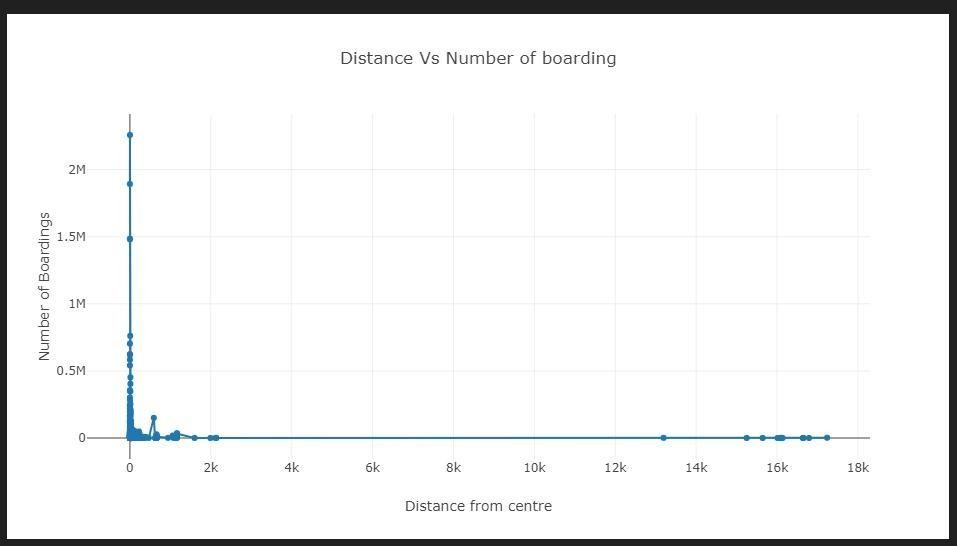 Distance Vs Number of boarding
Number of Boardings
2M
1.5M
1M
0.5M
0
0
2k
4k
6k
8k
10k
12k
14k
16k
18k
Distance from centre